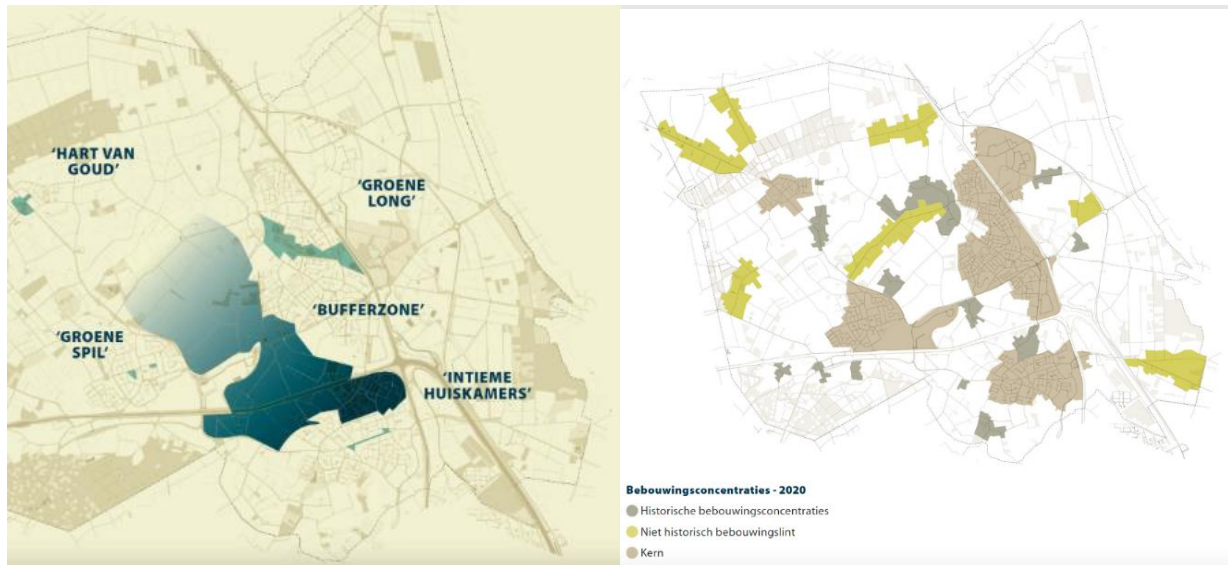 ‘HART VAN
GOUD’
‘GROENE
LONG’
‘BUFFERZONE’
‘GROENE
SPIL’
‘INTIEME
HUISKAMERS’
Bebouwingsconcentraties - 2020
Historische bebouwingsconcentraties
Niet historisch bebouwingslint
Kern